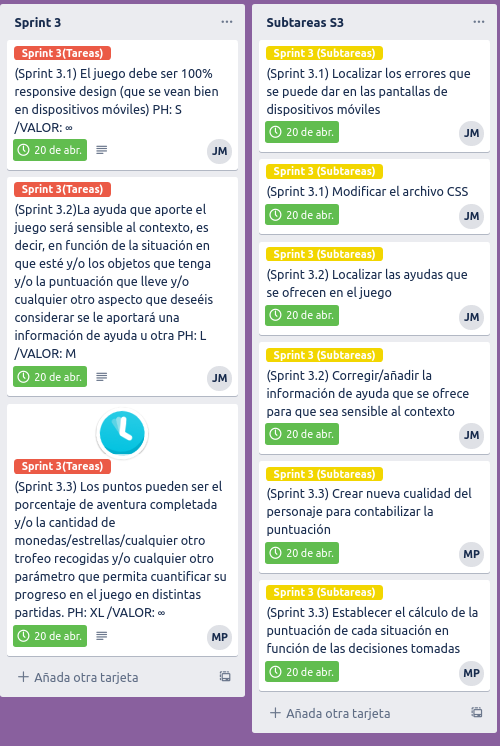 Sprint 3
Sprint 3(Tareas)
(Sprint 3.1) El juego debe ser 100%
responsive design (que se vean bien
en dispositivos móviles) PH: S
/VALOR: ∞
20 de abr.
JM
Sprint 3(Tareas)
(Sprint 3.2)La ayuda que aporte el
juego será sensible al contexto, es
decir, en función de la situación en
que esté y/o los objetos que tenga
y/o la puntuación que lleve y/o
cualquier otro aspecto que deseéis
considerar se le aportará una
información de ayuda u otra PH: L
/VALOR: M
20 de abr.
JM
Sprint 3(Tareas)
(Sprint 3.3) Los puntos pueden ser el
porcentaje de aventura completada
y/o la cantidad de
monedas/estrellas/cualquier otro
trofeo recogidas y/o cualquier otro
parámetro que permita cuantificar su
progreso en el juego en distintas
partidas. PH: XL /VALOR: ∞
20 de abr.
MP
+ Añada otra tarjeta
Subtareas S3
Sprint 3 (Subtareas)
(Sprint 3.1) Localizar los errores que
se puede dar en las pantallas de
dispositivos móviles
20 de abr.
JM
Sprint 3 (Subtareas)
(Sprint 3.1) Modificar el archivo CSS
20 de abr.
JM
Sprint 3 (Subtareas)
(Sprint 3.2) Localizar las ayudas que
se ofrecen en el juego
20 de abr.
JM
Sprint 3 (Subtareas)
(Sprint 3.2) Corregir/añadir la
información de ayuda que se ofrece
para que sea sensible al contexto
20 de abr.
JM
Sprint 3 (Subtareas)
(Sprint 3.3) Crear nueva cualidad del
personaje para contabilizar la
puntuación
20 de abr.
MP
Sprint 3 (Subtareas)
(Sprint 3.3) Establecer el cálculo de la
puntuación de cada situación en
función de las decisiones tomadas
20 de abr.
MP
+ Añada otra tarjeta